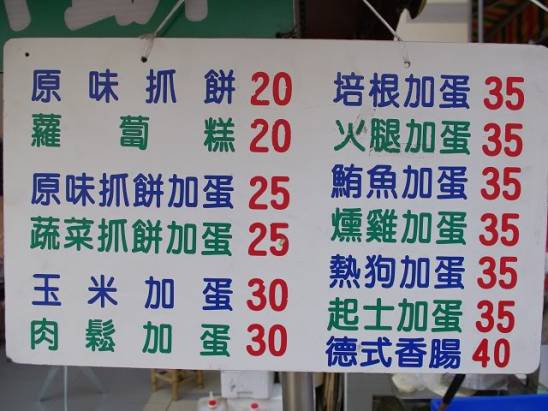 原味抓餅 20
蘿蔔糕 20
原味抓餅加蛋 25
蔬菜抓餅加蛋 25
玉米加蛋 30
肉鬆加蛋 30
培根加蛋 35
火腿加蛋 35
鮪魚加蛋 35
燻雞加蛋 35
熱狗加蛋 35
起士加蛋 35
德式香腸 40